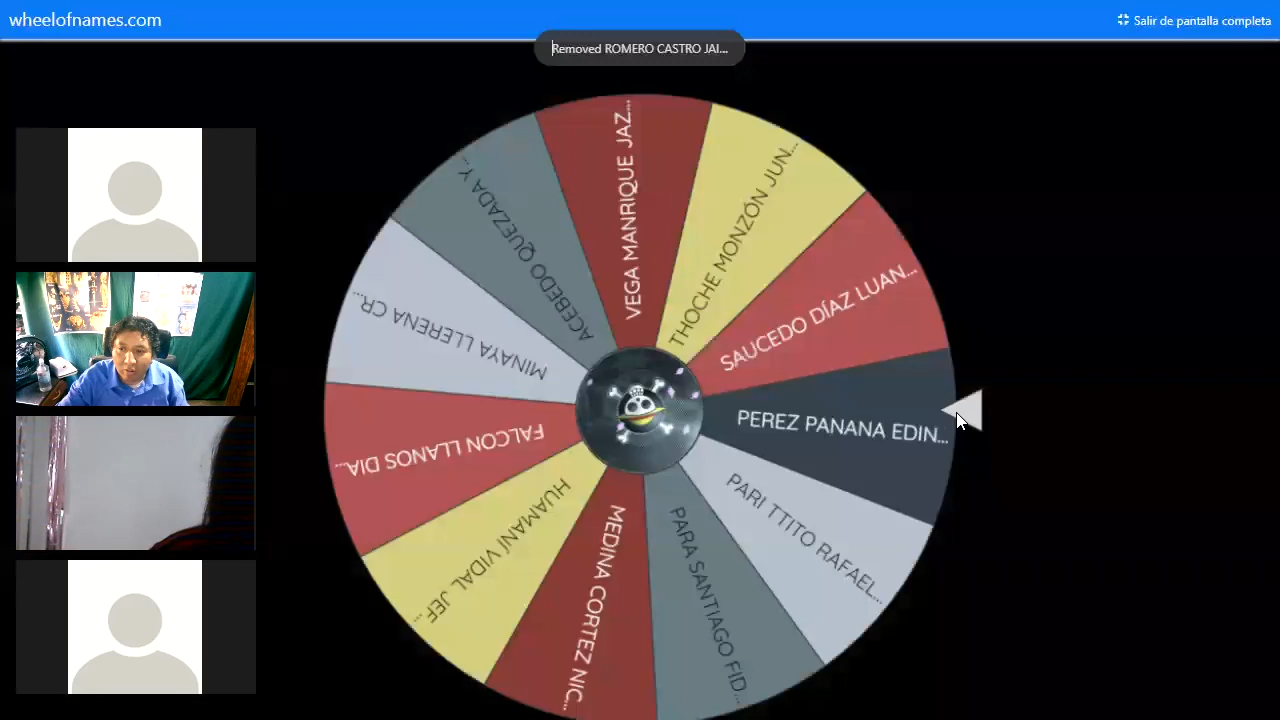 wheelofnames.com
Salir de pantalla completa
Removed ROMERO CASTRO JAI...
VEGA MANRIQUE JAZ...
THOCHE MONZÓN JUN...
SAUCEDO DÍAZ LUAN...
PEREZ PANANA EDIN...
PARI TTITO RAFAEL...
PARA SANTIAGO FID...
MEDINA CORTEZ NIC...
HUAMANÍ VIDAL JEF...
FALCON LLANOS DIA...
MINAYA LLERENA CR...
ACEBEDO QUEZADA Y...